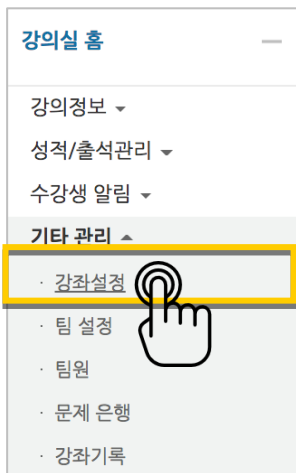 강의실 홈
강의정보
성적/출석관리
수강생 알림
기타 관리
· 강좌설정
· 팀 설정
· 팀원
· 문제 은행
· 강좌기록